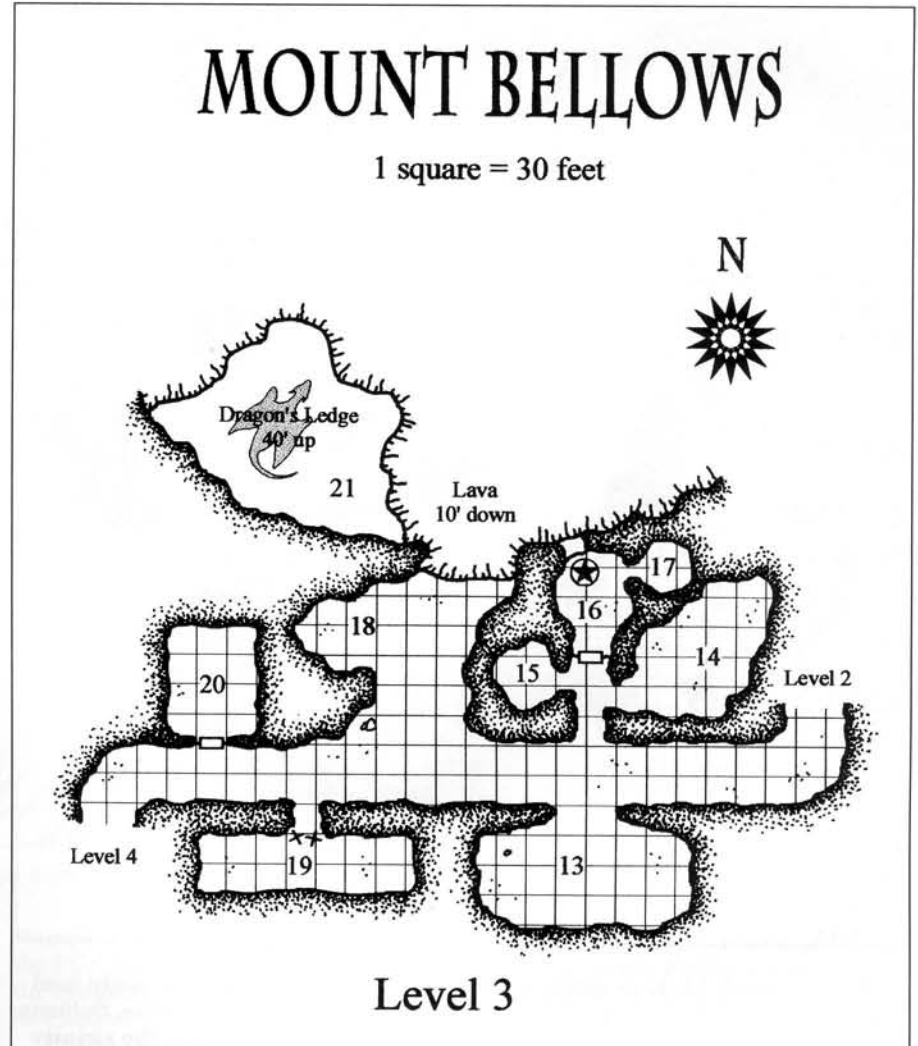 MOUNT BELLOWS
1 square = 30 feet
N
Dragon's Ledge
40' up
21
Lava
10' down
17
16
18
15
14
20
Level 2
Level 4
19
13
Level 3